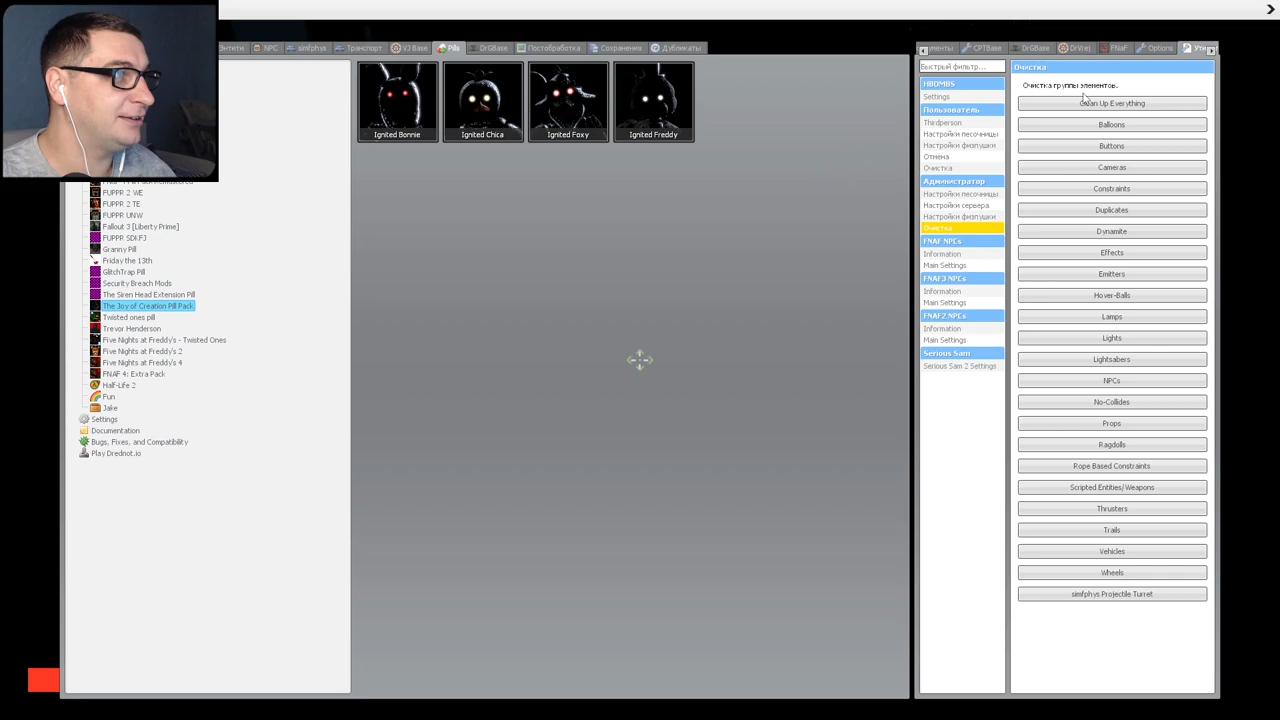 Энтити
NPC
simfphys
Транспорт
VJ Base
Pills
DrGBase
Постобработка
Сохранения
Дубликаты
CPTBase
DrGBase
DrVrej
FNaF
Options
Быстрый фильтр...
HBDMBS
Settings
Пользователь
Thirdperson
Настройки песочницы
Настройки физпушки
Отмена
Очистка
Администратор
Настройки песочницы
Настройки сервера
Настройки физпушки
Очистка
FNAF NPCs
Information
Main Settings
FNAF3 NPCs
Information
Main Settings
FNAF2 NPCs
Information
Main Settings
Serious Sam
Serious Sam 2 Settings
Очистка
Очистка группы элементов.
Clean Up Everything
Balloons
Buttons
Cameras
Constraints
Duplicates
Dynamite
Effects
Emitters
Hover-Balls
Lamps
Lights
Lightsabers
NPCs
No-Collides
Props
Ragdolls
Rope Based Constraints
Scripted Entities/Weapons
Thrusters
Trails
Vehicles
Wheels
simfphys Projectile Turret
Ignited Bonnie
Ignited Chica
Ignited Foxy
Ignited Freddy
FUPPR 2 WE
FUPPR 2 TE
FUPPR UNW
Fallout 3 [Liberty Prime]
FUPPR SDI:FJ
Granny Pill
Friday the 13th
GlitchTrap Pill
Security Breach Mods
The Siren Head Extension Pill
The Joy of Creation Pill Pack
Twisted ones pill
Trevor Henderson
Five Nights at Freddy's - Twisted Ones
Five Nights at Freddy's 2
Five Nights at Freddy's 4
FNAF 4: Extra Pack
Half-Life 2
Fun
Jake
Settings
Documentation
Bugs, Fixes, and Compatibility
Play Drednot.io